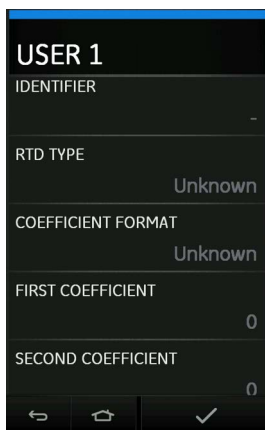 USER 1
IDENTIFIER
-
RTD TYPE
Unknown
COEFFICIENT FORMAT
Unknown
FIRST COEFFICIENT
0
SECOND COEFFICIENT
0